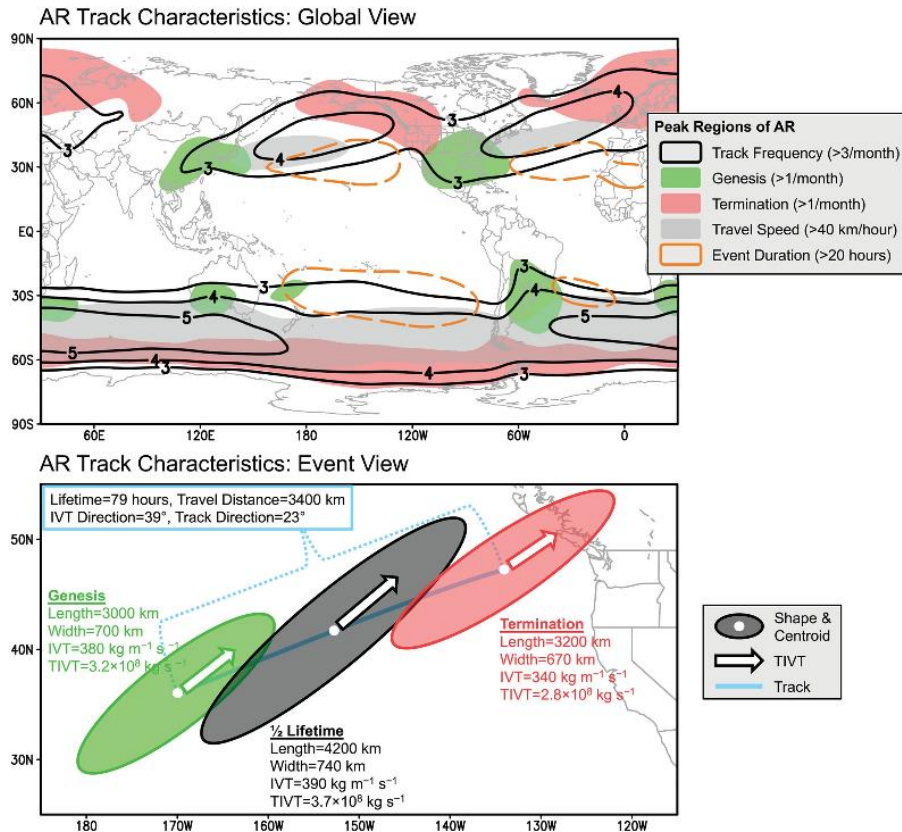 AR Track Characteristics: Global View
90N
60N
30N
EQ
30S
60S
90S
60E
120E
180
120W
60W
0
3
3
4
3
3
4
3
4
3
4
5
3
4
5
5
4
3
4
3
Peak Regions of AR
Track Frequency (>3/month)
Genesis (>1/month)
Termination (>1/month)
Travel Speed (>40 km/hour)
Event Duration (>20 hours)
AR Track Characteristics: Event View
Lifetime=79 hours, Travel Distance=3400 km
IVT Direction=39°, Track Direction=23°
50N
40N
30N
180
170W
160W
150W
140W
130W
120W
Genesis
Length=3000 km
Width=700 km
IVT=380 kg m⁻¹ s⁻¹
TIVT=3.2×10⁸ kg s⁻¹
½ Lifetime
Length=4200 km
Width=740 km
IVT=390 kg m⁻¹ s⁻¹
TIVT=3.7×10⁸ kg s⁻¹
Termination
Length=3200 km
Width=670 km
IVT=340 kg m⁻¹ s⁻¹
TIVT=2.8×10⁸ kg s⁻¹
Shape &
Centroid
TIVT
Track